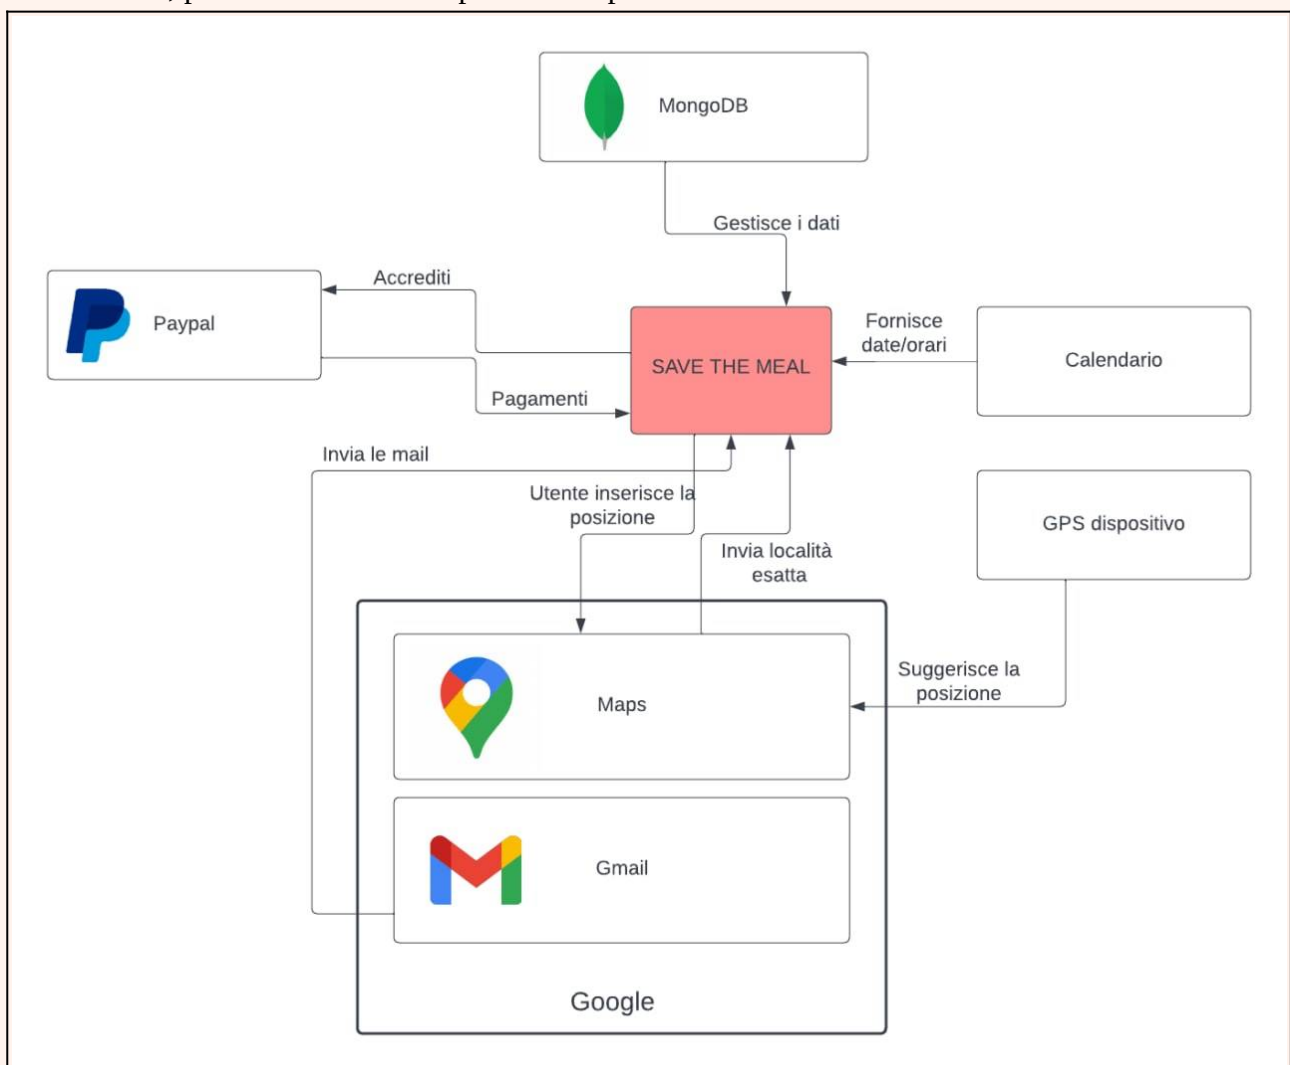 MongoDB
Gestisce i dati
Accrediti
Paypal
Pagamenti
SAVE THE MEAL
Fornisce
date/orari
Calendario
Invia le mail
Utente inserisce la
posizione
Invia località
esatta
GPS dispositivo
Suggerisce la
posizione
Maps
Gmail
Google